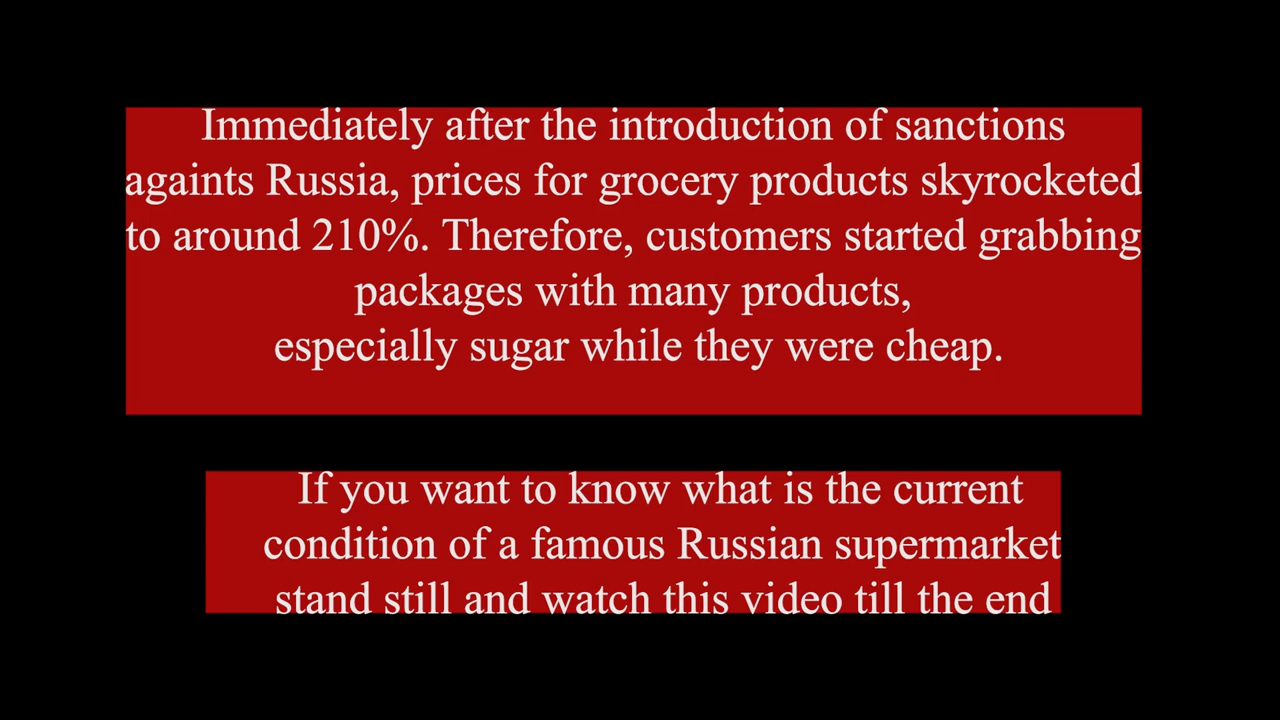 Immediately after the introduction of sanctions
againts Russia, prices for grocery products skyrocketed
to around 210%. Therefore, customers started grabbing
packages with many products,
especially sugar while they were cheap.
If you want to know what is the current
condition of a famous Russian supermarket
stand still and watch this video till the end